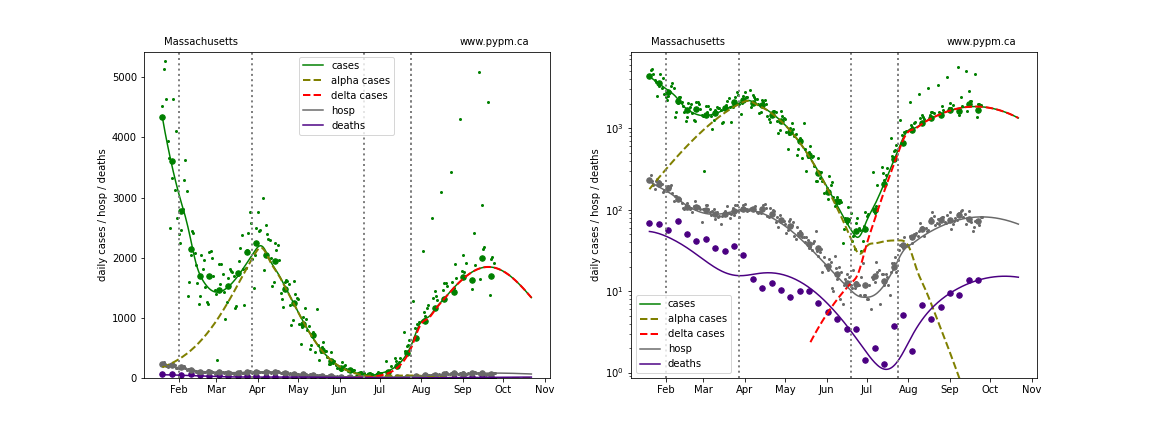 Massachusetts www.pypm.ca
daily cases / hosp / deaths
5000
4000
3000
2000
1000
0
cases
alpha cases
delta cases
hosp
deaths
Feb Mar Apr May Jun Jul Aug Sep Oct Nov
Massachusetts www.pypm.ca
daily cases / hosp / deaths
10³
10²
10¹
10⁰
cases
alpha cases
delta cases
hosp
deaths
Feb Mar Apr May Jun Jul Aug Sep Oct Nov